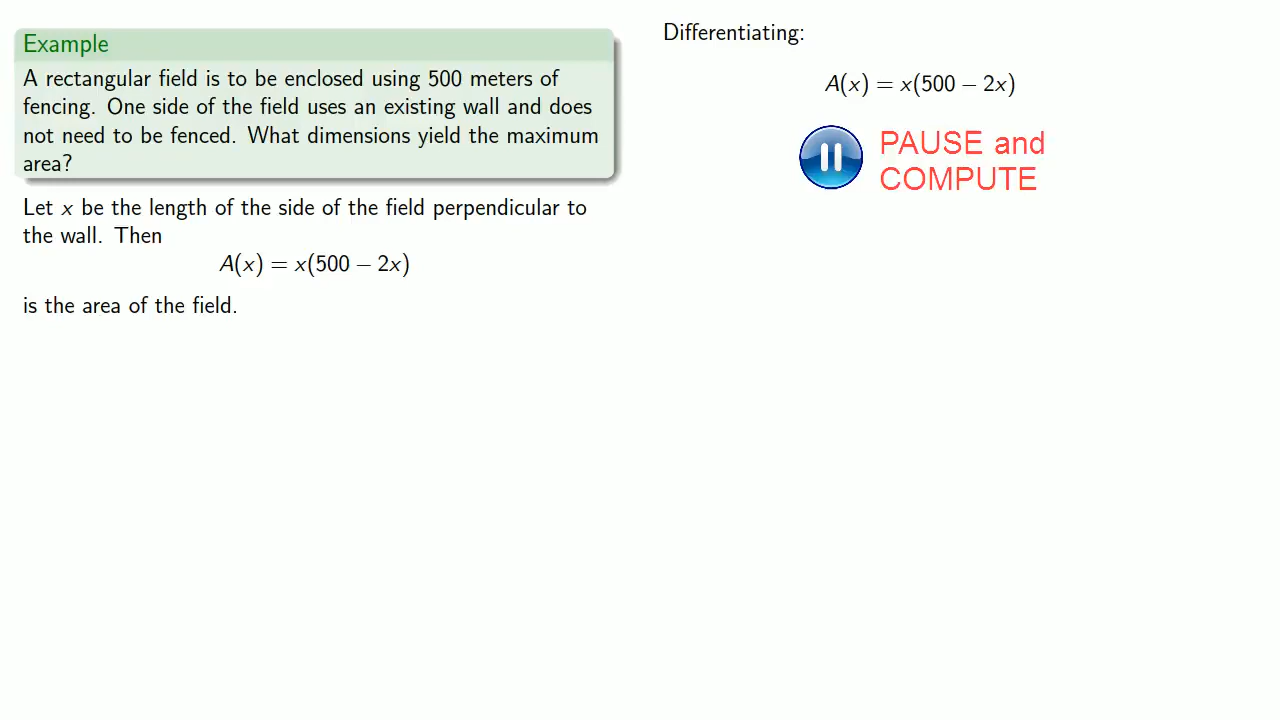 Example
A rectangular field is to be enclosed using 500 meters of
fencing. One side of the field uses an existing wall and does
not need to be fenced. What dimensions yield the maximum
area?
Let x be the length of the side of the field perpendicular to
the wall. Then
A(x) = x(500 − 2x)
is the area of the field.
Differentiating:
A(x) = x(500 − 2x)
PAUSE and
COMPUTE